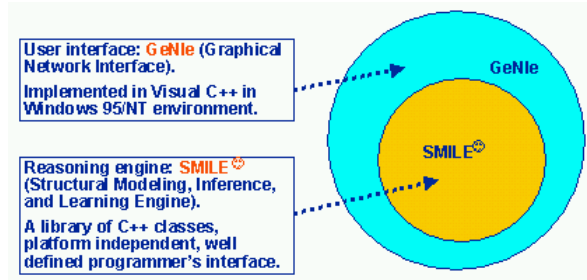 User interface: GeNIe (Graphical
Network Interface).
Implemented in Visual C++ in
Windows 95/NT environment.
GeNIe
Reasoning engine: SMILE☺
(Structural Modeling, Inference,
and Learning Engine).
A library of C++ classes,
platform independent, well
defined programmer's interface.
SMILE☺